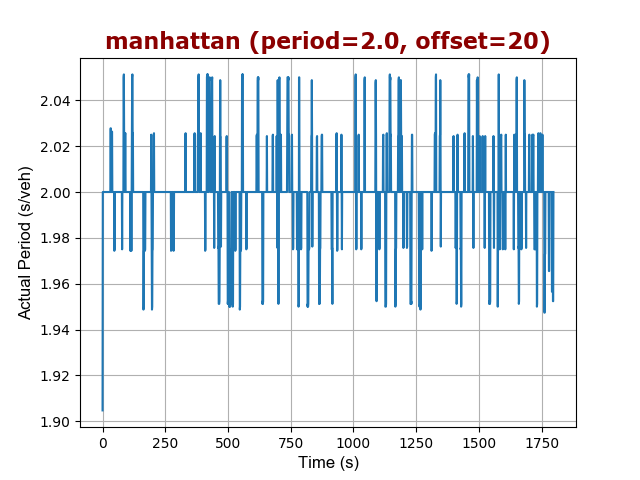 manhattan (period=2.0, offset=20)
Actual Period (s/veh)
2.04
2.02
2.00
1.98
1.96
1.94
1.92
1.90
0 250 500 750 1000 1250 1500 1750
Time (s)